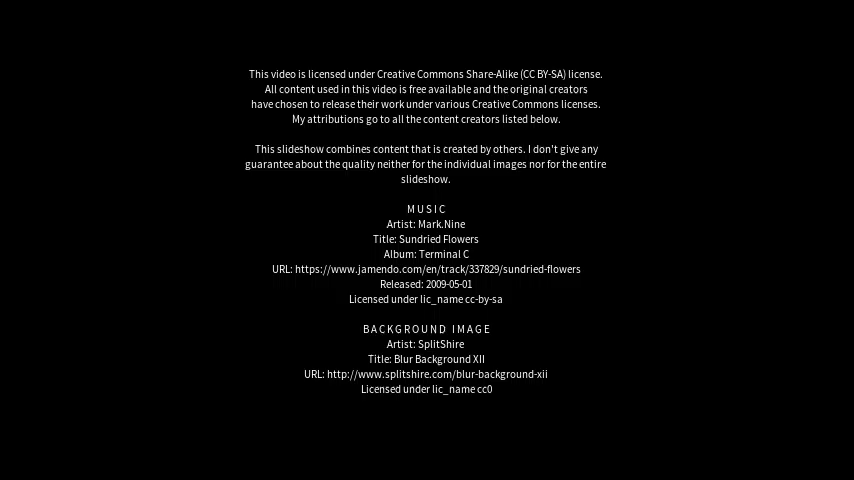 This video is licensed under Creative Commons Share-Alike (CC BY-SA) license.
All content used in this video is free available and the original creators
have chosen to release their work under various Creative Commons licenses.
My attributions go to all the content creators listed below.
This slideshow combines content that is created by others. I don't give any
guarantee about the quality neither for the individual images nor for the entire
slideshow.
MUSIC
Artist: Mark.Nine
Title: Sundried Flowers
Album: Terminal C
URL: https://www.jamendo.com/en/track/337829/sundried-flowers
Released: 2009-05-01
Licensed under lic_name cc-by-sa
BACKGROUND IMAGE
Artist: SplitShire
Title: Blur Background XII
URL: http://www.splitshire.com/blur-background-xii
Licensed under lic_name cc0